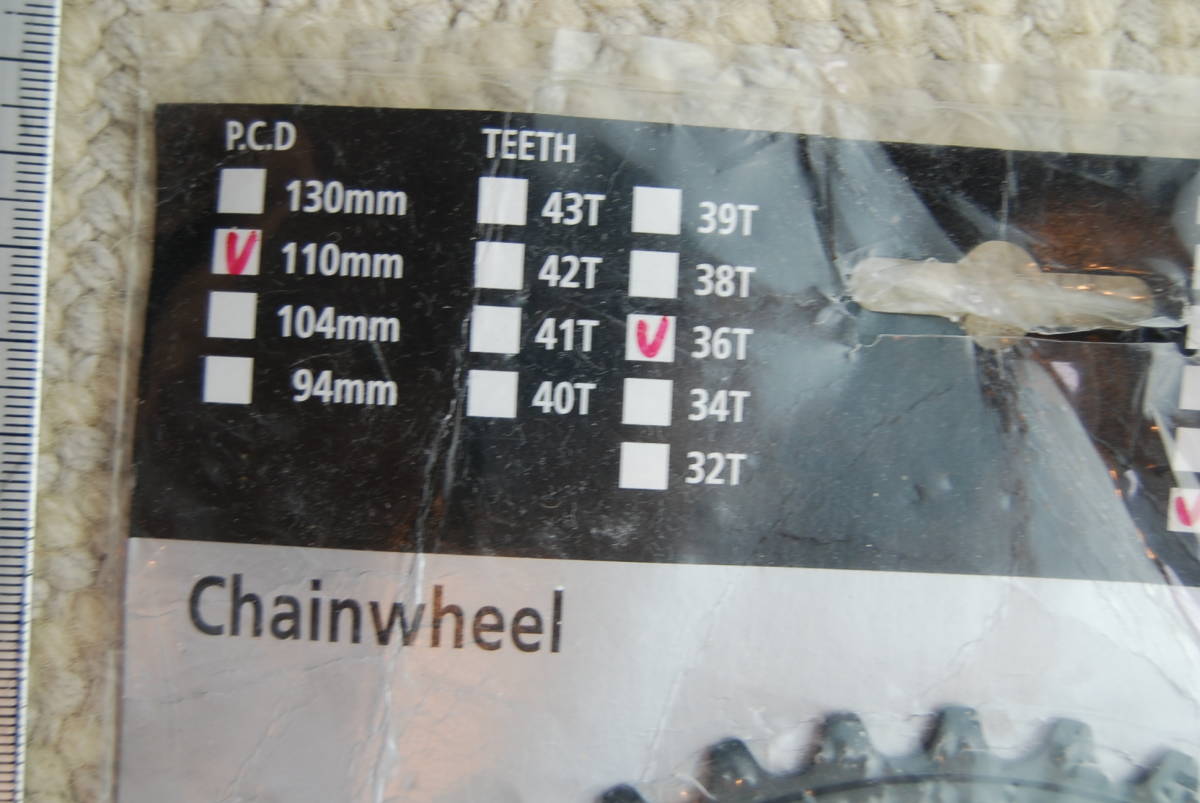 P.C.D
130mm
110mm
104mm
94mm
TEETH
43T
42T
41T
40T
39T
38T
36T
34T
32T
Chainwheel